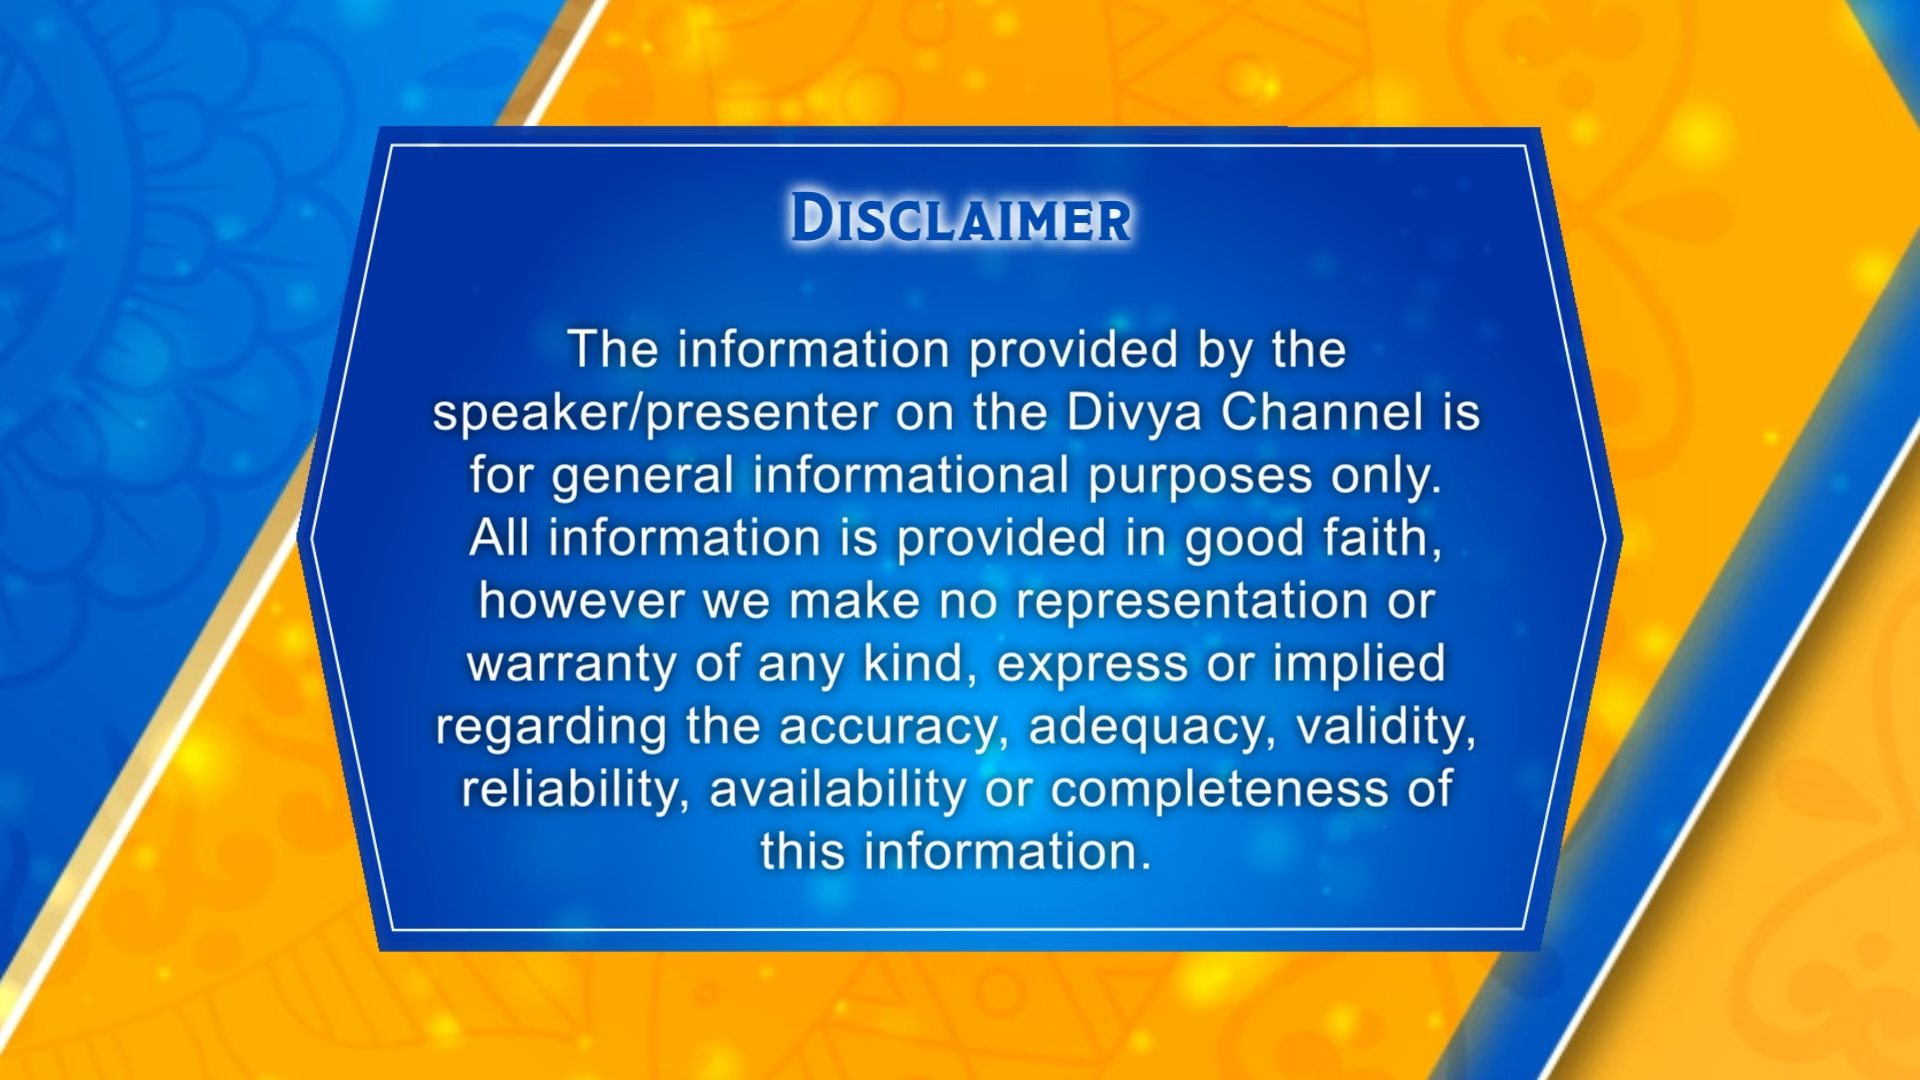 DISCLAIMER
The information provided by the
speaker/presenter on the Divya Channel is
for general informational purposes only.
All information is provided in good faith,
however we make no representation or
warranty of any kind, express or implied
regarding the accuracy, adequacy, validity,
reliability, availability or completeness of
this information.